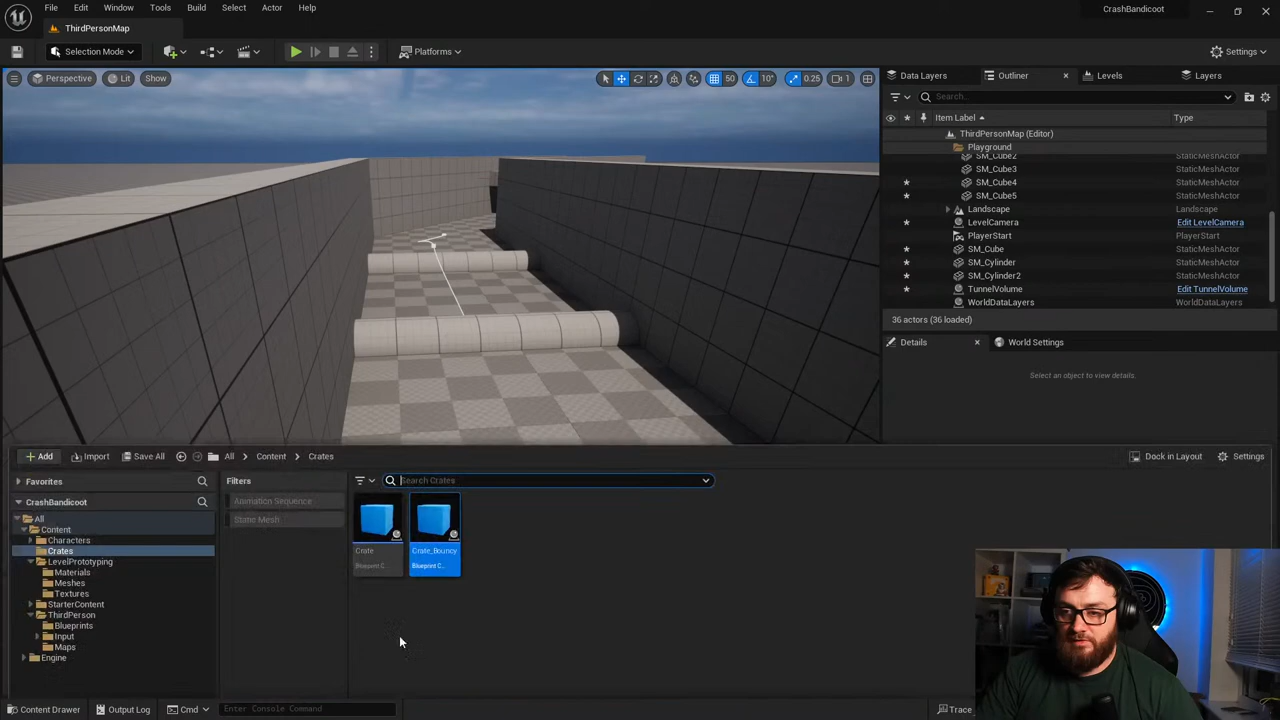 File Edit Window Tools Build Select Actor Help
CrashBandicoot
ThirdPersonMap
Selection Mode
Platforms
Settings
Perspective Lit Show
50 10° 0.25 1
Data Layers Outliner Levels Layers
Search...
Item Label Type
ThirdPersonMap (Editor)
Playground
SM_Cube2 StaticMeshActor
SM_Cube3 StaticMeshActor
SM_Cube4 StaticMeshActor
SM_Cube5 StaticMeshActor
Landscape Landscape
LevelCamera Edit LevelCamera
PlayerStart PlayerStart
SM_Cube StaticMeshActor
SM_Cylinder StaticMeshActor
SM_Cylinder2 StaticMeshActor
TunnelVolume Edit TunnelVolume
WorldDataLayers WorldDataLayers
36 actors (36 loaded)
Details World Settings
Select an object to view details.
Add Import Save All All Content Crates
Dock in Layout Settings
Favorites
CrashBandicoot
All
Content
Characters
Crates
LevelPrototyping
Materials
Meshes
Textures
StarterContent
ThirdPerson
Blueprints
Input
Maps
Engine
Filters
Animation Sequence
Static Mesh
Search Crates
Crate
Blueprint C...
Crate_Bouncy
Blueprint C...
Content Drawer Output Log Cmd Enter Console Command
Trace